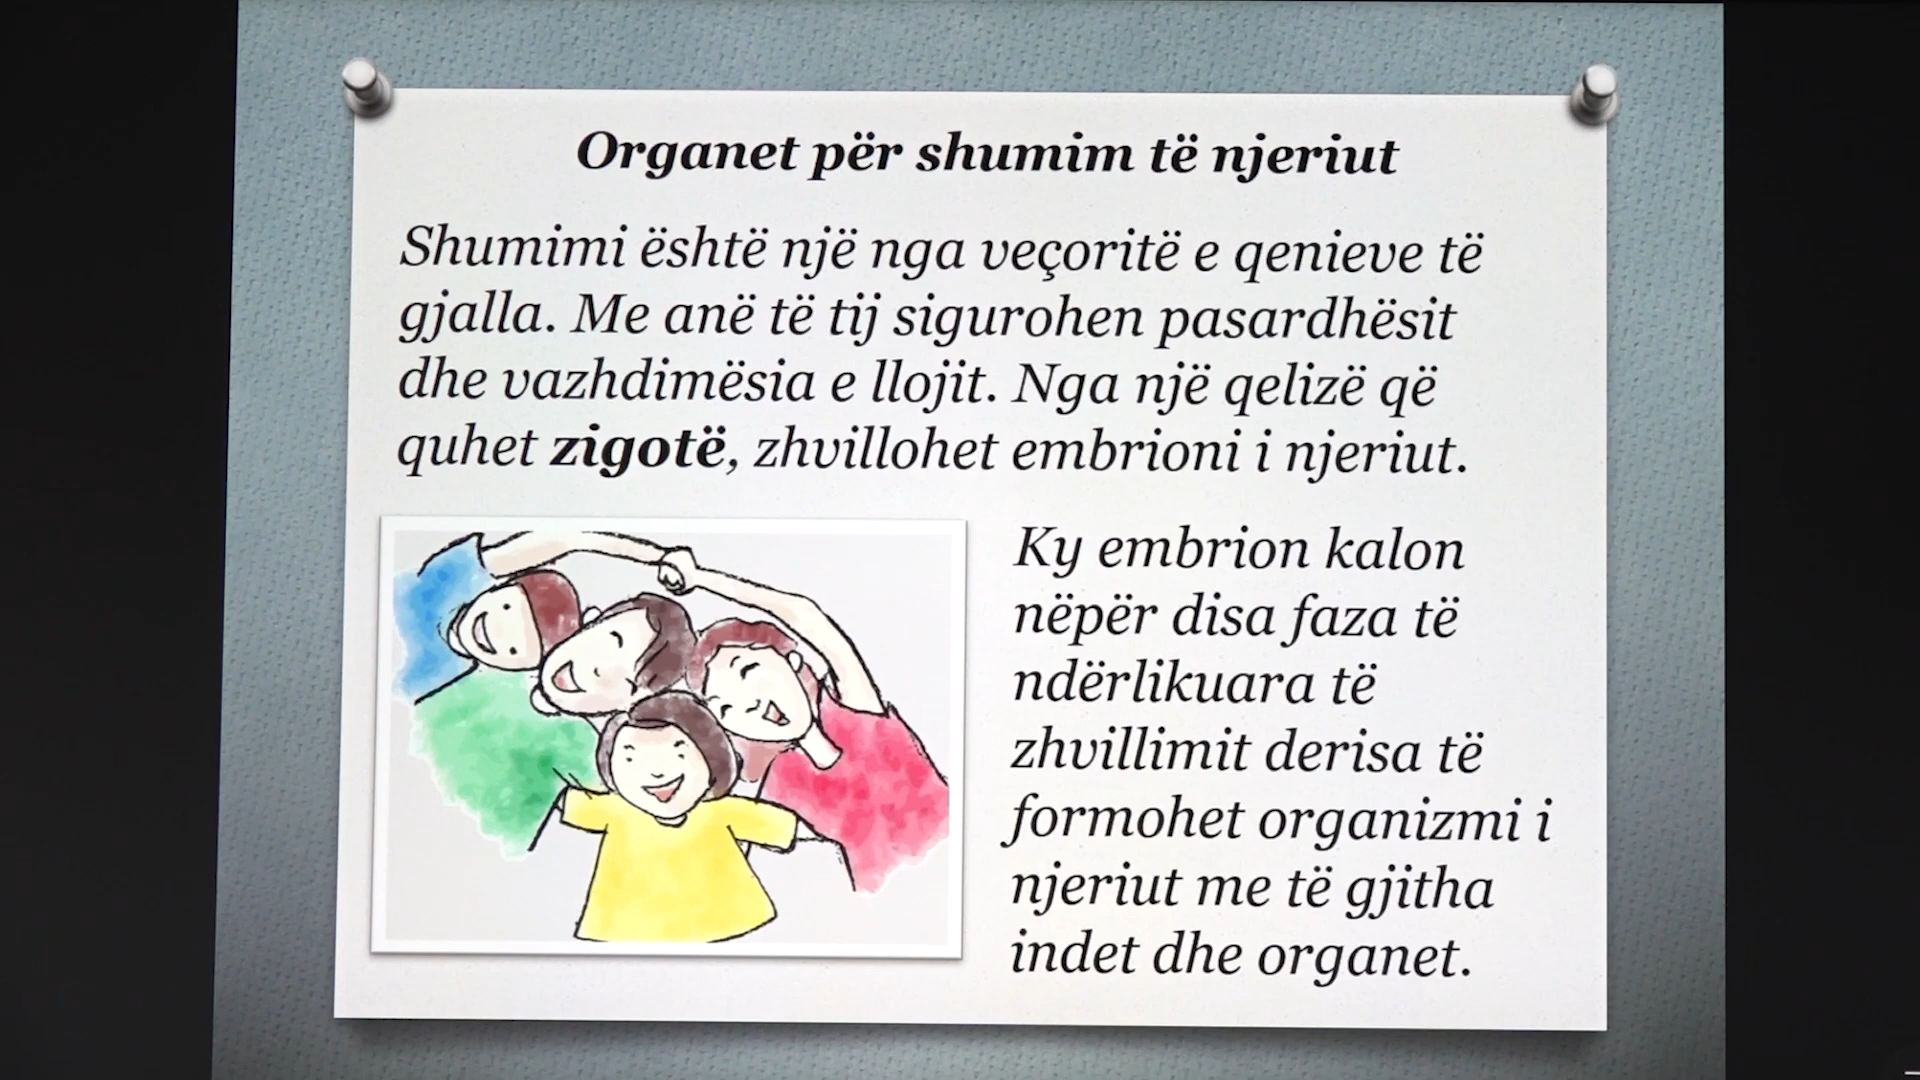 Organet për shumim të njeriut
Shumimi është një nga veçoritë e qenieve të
gjalla. Me anë të tij sigurohen pasardhësit
dhe vazhdimësia e llojit. Nga një qelizë që
quhet zigotë, zhvillohet embrioni i njeriut.
Ky embrion kalon
nëpër disa faza të
ndërlikuara të
zhvillimit derisa të
formohet organizmi i
njeriut me të gjitha
indet dhe organet.